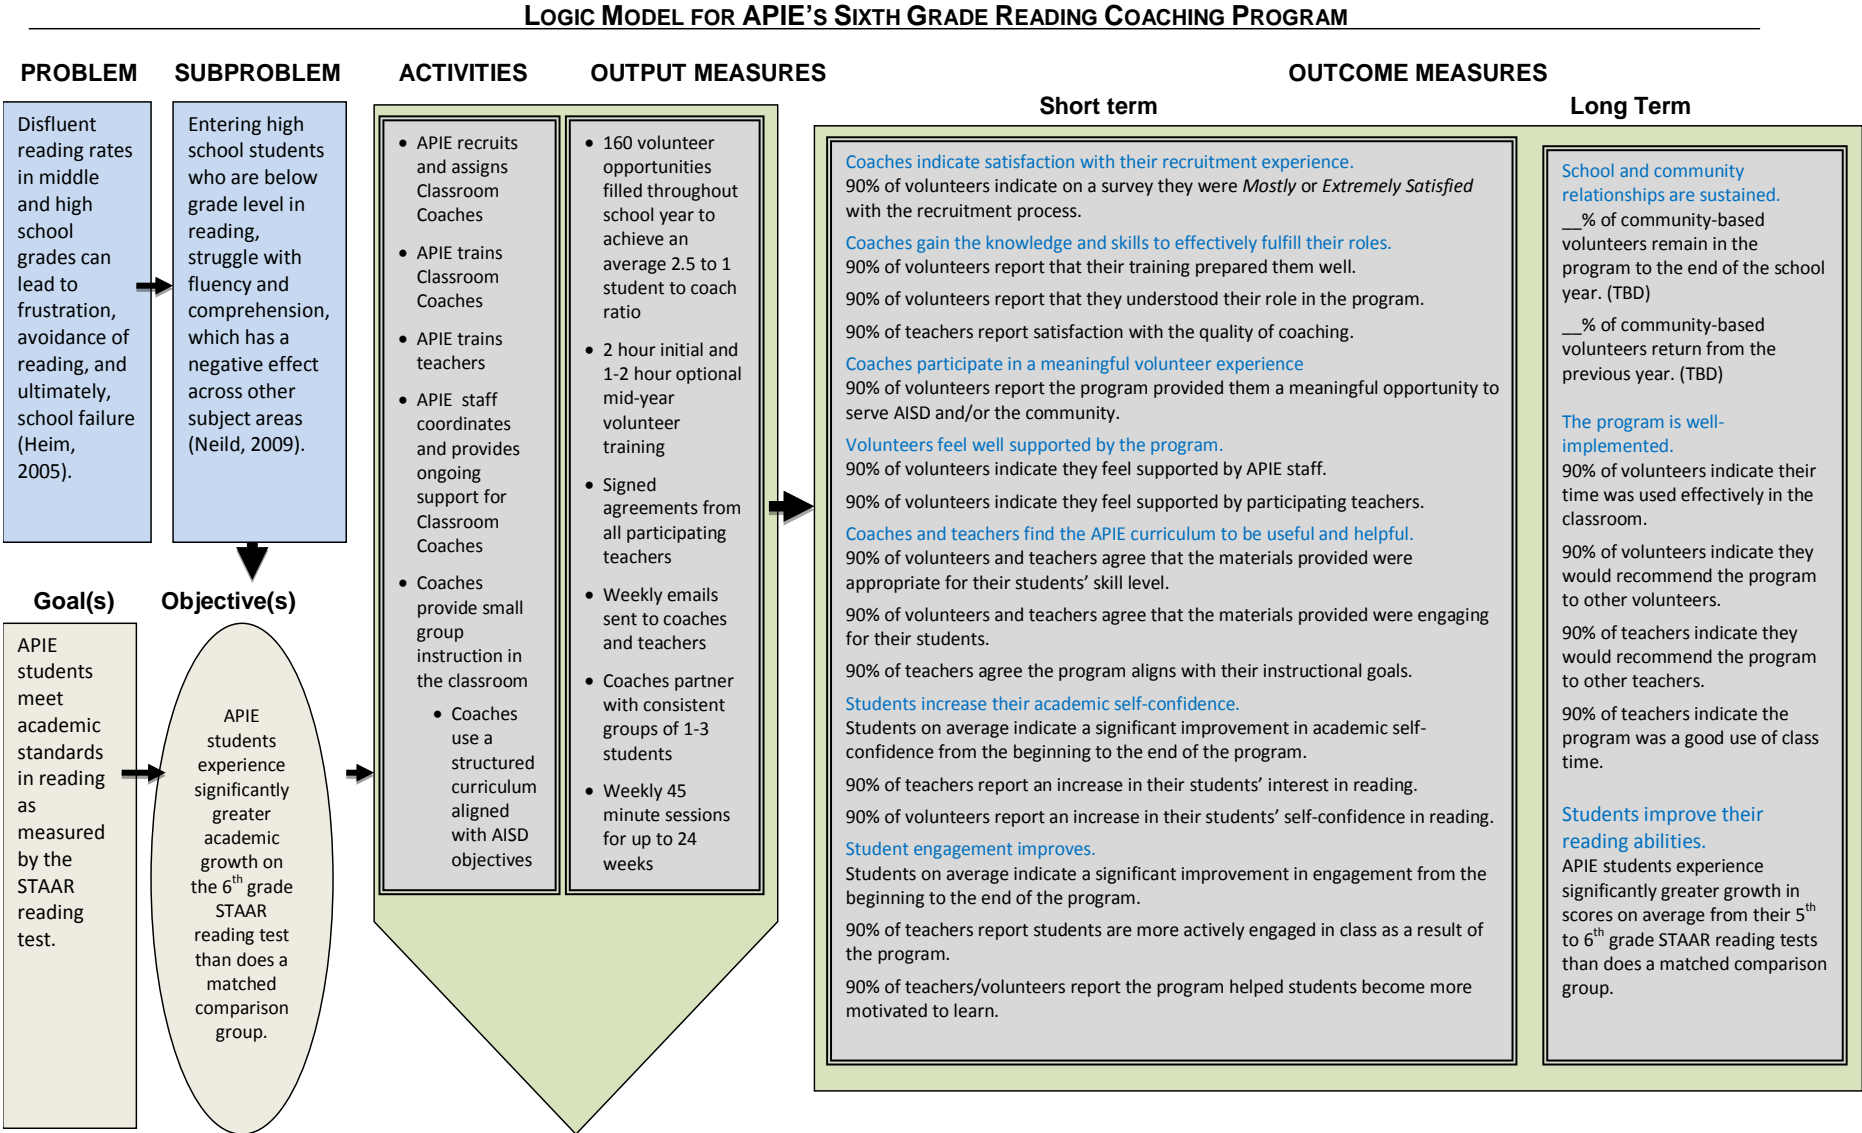 LOGIC MODEL FOR APIE'S SIXTH GRADE READING COACHING PROGRAM
PROBLEM
Disfluent
reading rates
in middle
and high
school
grades can
lead to
frustration,
avoidance of
reading, and
ultimately,
school failure
(Heim,
2005).
SUBPROBLEM
Entering high
school students
who are below
grade level in
reading,
struggle with
fluency and
comprehension,
which has a
negative effect
across other
subject areas
(Neild, 2009).
Goal(s)
APIE
students
meet
academic
standards
in reading
as
measured
by the
STAAR
reading
test.
Objective(s)
APIE
students
experience
significantly
greater
academic
growth on
the 6th grade
STAAR
reading test
than does a
matched
comparison
group.
ACTIVITIES
• APIE recruits
and assigns
Classroom
Coaches
• APIE trains
Classroom
Coaches
• APIE trains
teachers
• APIE staff
coordinates
and provides
ongoing
support for
Classroom
Coaches
• Coaches
provide small
group
instruction in
the classroom
• Coaches
use a
structured
curriculum
aligned
with AISD
objectives
OUTPUT MEASURES
• 160 volunteer
opportunities
filled throughout
school year to
achieve an
average 2.5 to 1
student to coach
ratio
• 2 hour initial and
1-2 hour optional
mid-year
volunteer
training
• Signed
agreements from
all participating
teachers
• Weekly emails
sent to coaches
and teachers
• Coaches partner
with consistent
groups of 1-3
students
• Weekly 45
minute sessions
for up to 24
weeks
OUTCOME MEASURES
Short term
Coaches indicate satisfaction with their recruitment experience.
90% of volunteers indicate on a survey they were Mostly or Extremely Satisfied
with the recruitment process.
Coaches gain the knowledge and skills to effectively fulfill their roles.
90% of volunteers report that their training prepared them well.
90% of volunteers report that they understood their role in the program.
90% of teachers report satisfaction with the quality of coaching.
Coaches participate in a meaningful volunteer experience
90% of volunteers report the program provided them a meaningful opportunity to
serve AISD and/or the community.
Volunteers feel well supported by the program.
90% of volunteers indicate they feel supported by APIE staff.
90% of volunteers indicate they feel supported by participating teachers.
Coaches and teachers find the APIE curriculum to be useful and helpful.
90% of volunteers and teachers agree that the materials provided were
appropriate for their students' skill level.
90% of volunteers and teachers agree that the materials provided were engaging
for their students.
90% of teachers agree the program aligns with their instructional goals.
Students increase their academic self-confidence.
Students on average indicate a significant improvement in academic self-
confidence from the beginning to the end of the program.
90% of teachers report an increase in their students' interest in reading.
90% of volunteers report an increase in their students' self-confidence in reading.
Student engagement improves.
Students on average indicate a significant improvement in engagement from the
beginning to the end of the program.
90% of teachers report students are more actively engaged in class as a result of
the program.
90% of teachers/volunteers report the program helped students become more
motivated to learn.
Long Term
School and community
relationships are sustained.
__% of community-based
volunteers remain in the
program to the end of the school
year. (TBD)
__% of community-based
volunteers return from the
previous year. (TBD)
The program is well-
implemented.
90% of volunteers indicate their
time was used effectively in the
classroom.
90% of volunteers indicate they
would recommend the program
to other volunteers.
90% of teachers indicate they
would recommend the program
to other teachers.
90% of teachers indicate the
program was a good use of class
time.
Students improve their
reading abilities.
APIE students experience
significantly greater growth in
scores on average from their 5th
to 6th grade STAAR reading tests
than does a matched comparison
group.